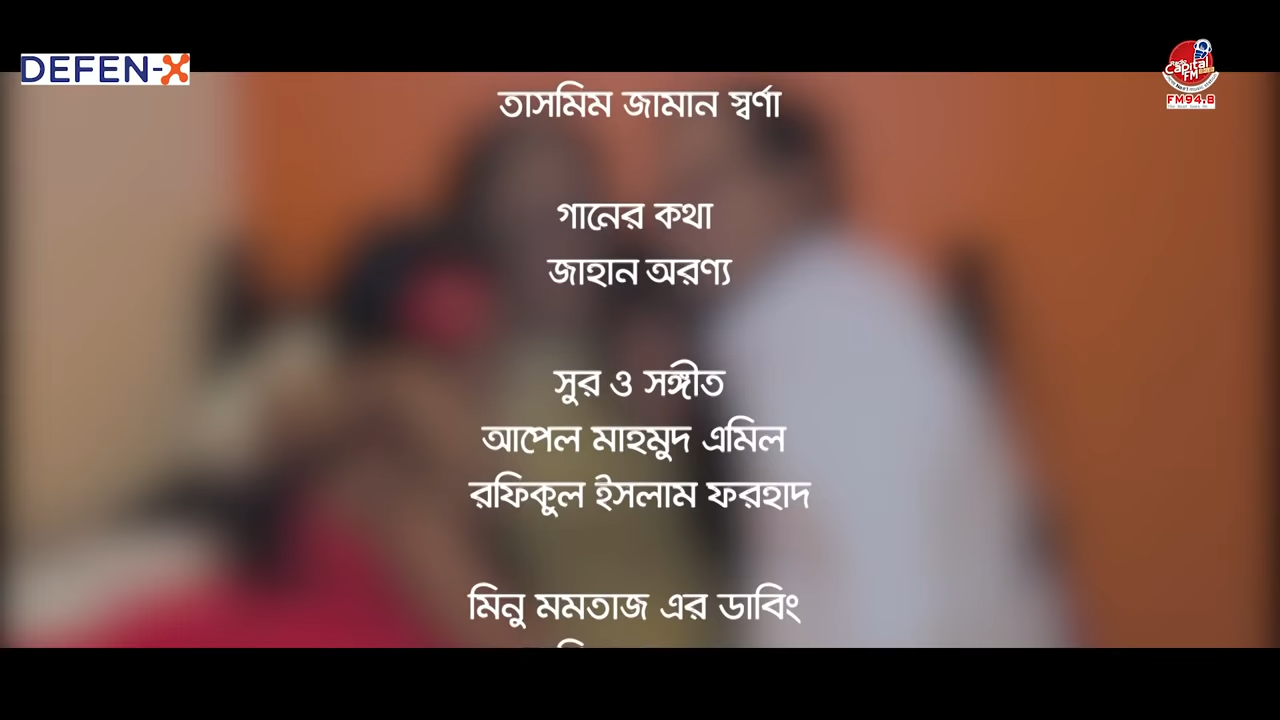 DEFEN-X
Capital
FM
FM94.8
তাসমিম জামান স্বর্ণা
গানের কথা
জাহান অরণ্য
সুর ও সঙ্গীত
আপেল মাহমুদ এমিল
রফিকুল ইসলাম ফরহাদ
মিনু মমতাজ এর ডাবিং